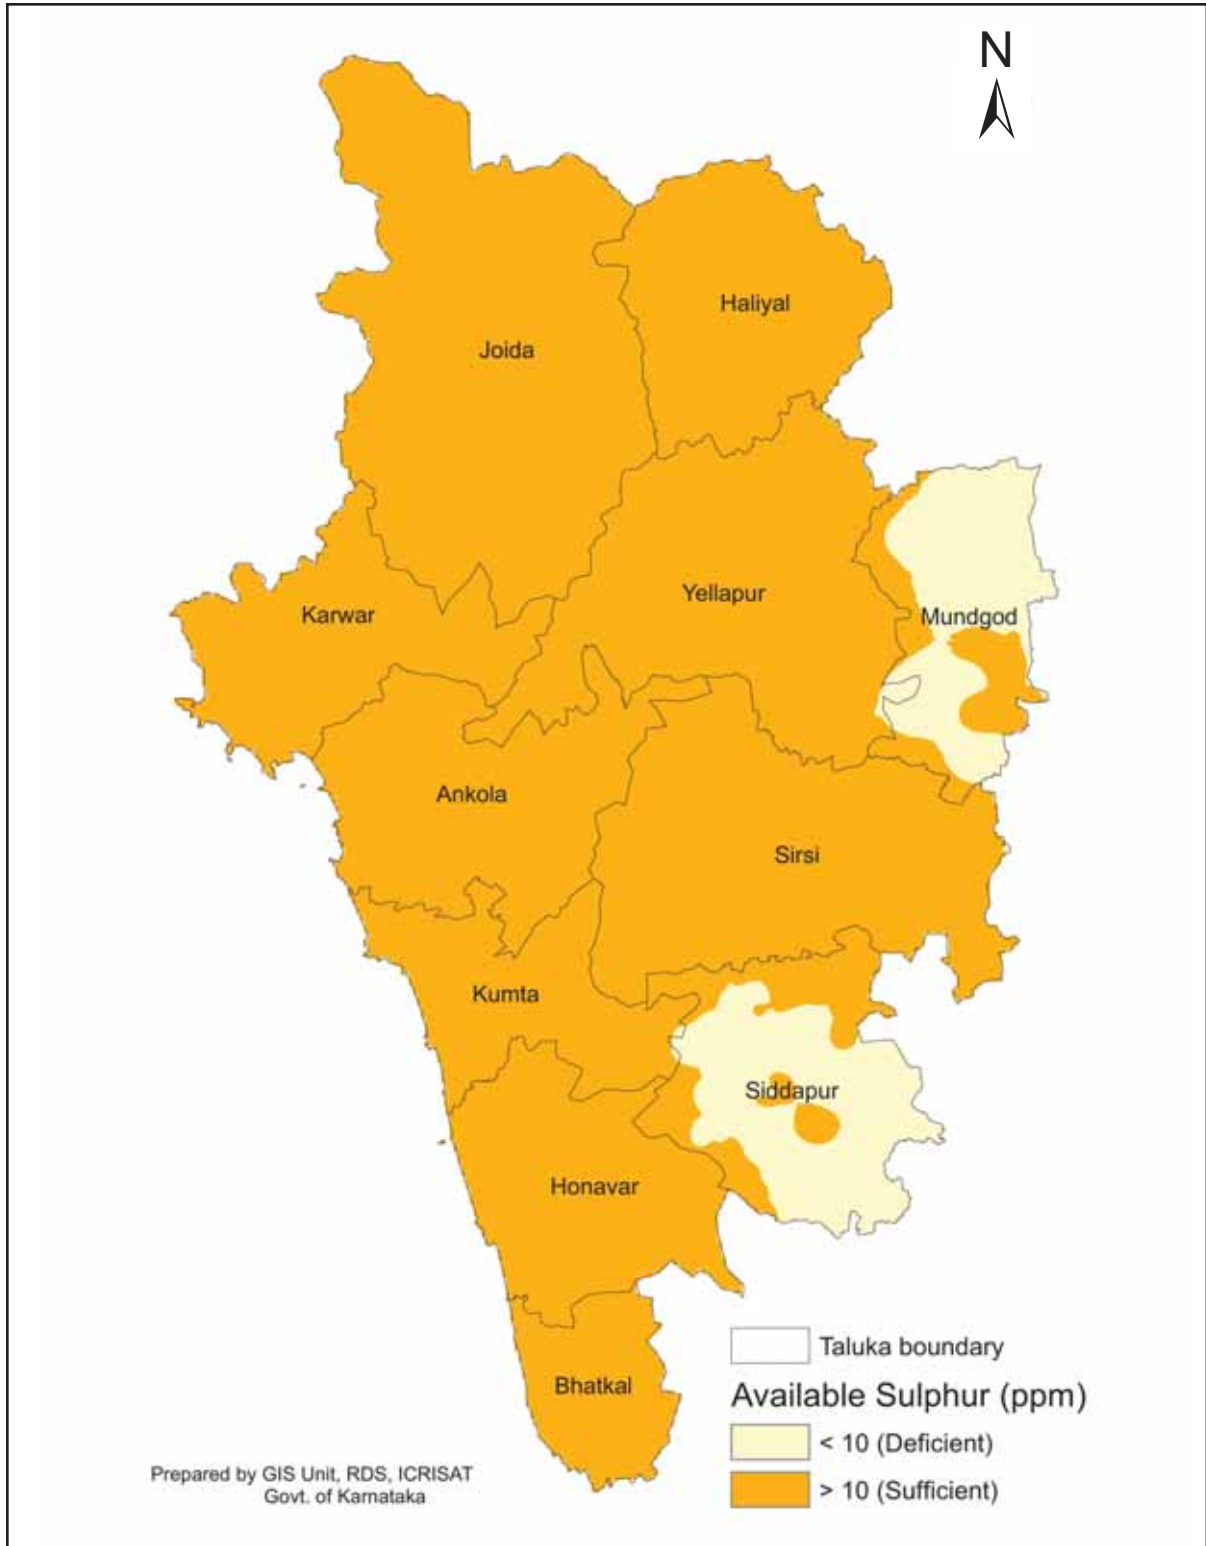 N
Haliyal
Joida
Yellapur
Karwar
Mundgod
Ankola
Sirsi
Kumta
Siddapur
Honavar
Bhatkal
Taluka boundary
Available Sulphur (ppm)
< 10 (Deficient)
> 10 (Sufficient)
Prepared by GIS Unit, RDS, ICRISAT
Govt. of Karnataka